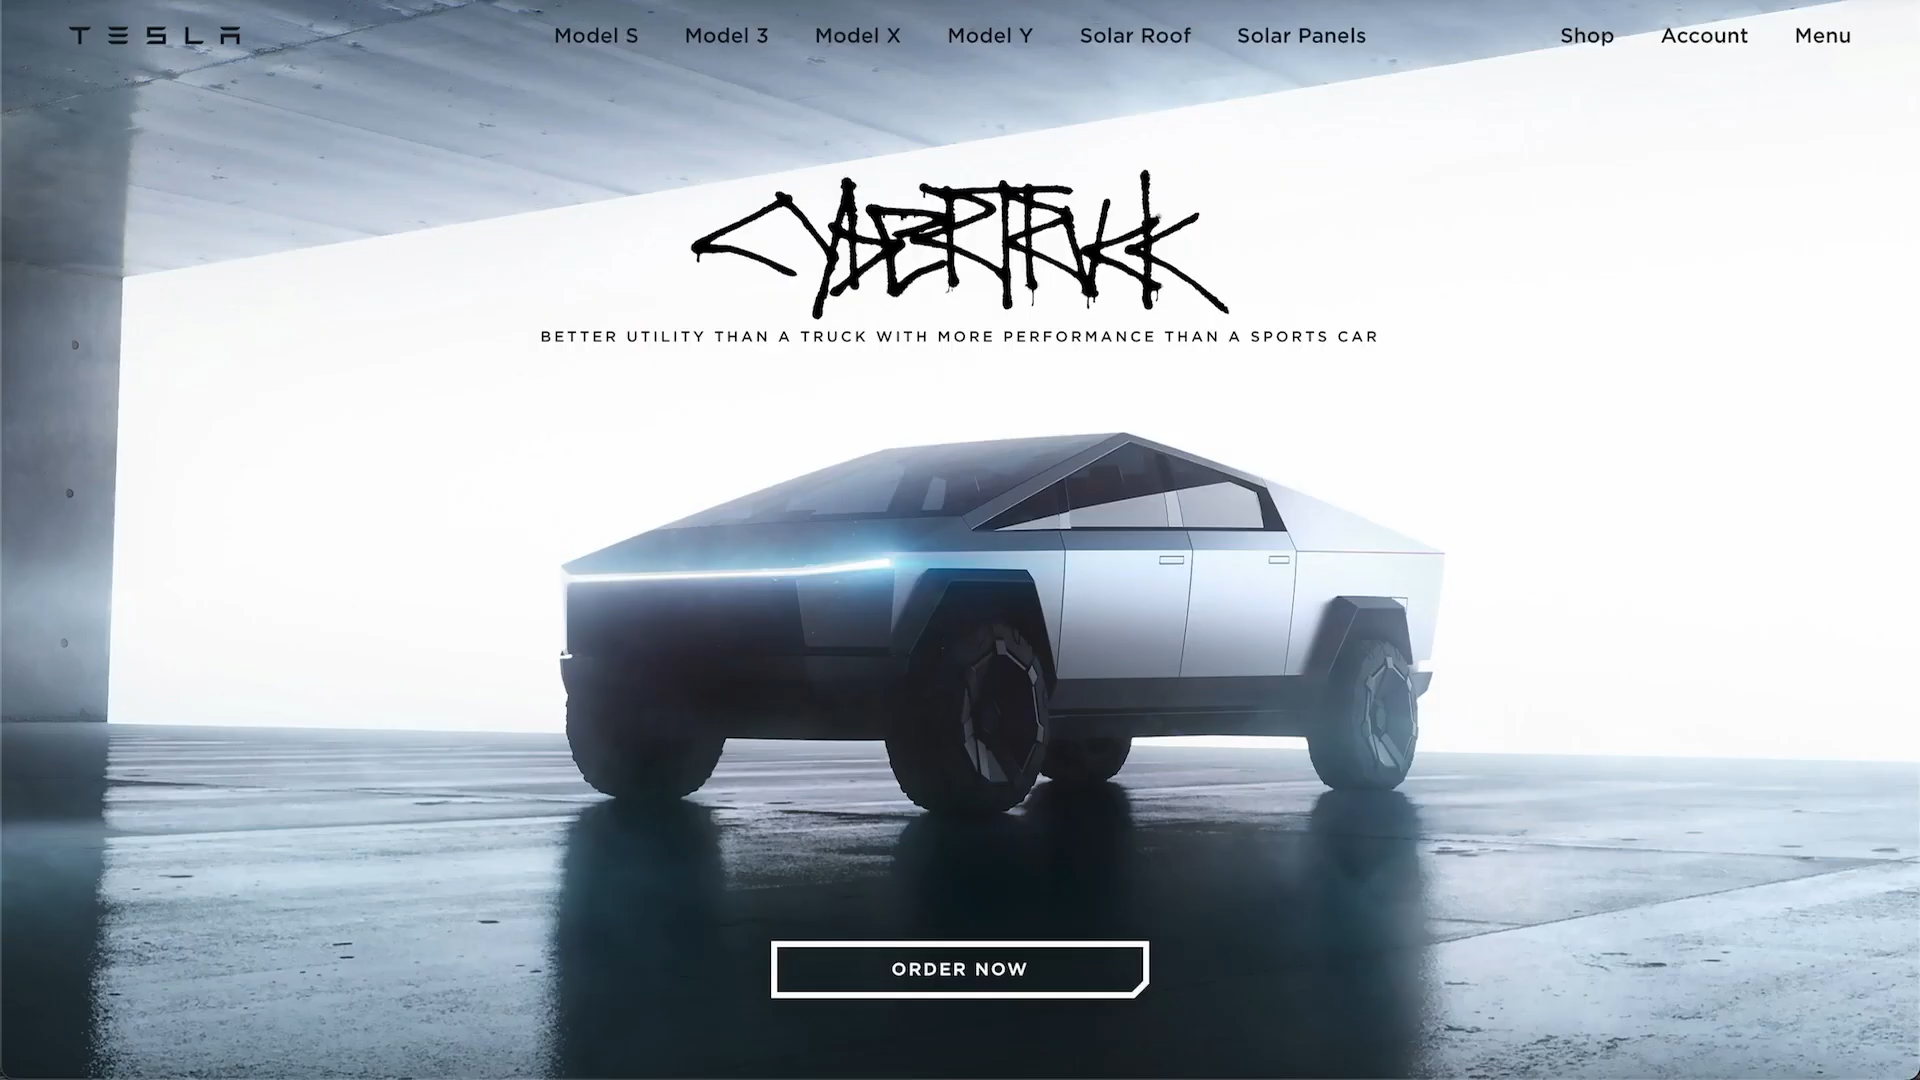 TESLA
Model S Model 3 Model X Model Y Solar Roof Solar Panels
Shop Account Menu
CYBERTRUCK
BETTER UTILITY THAN A TRUCK WITH MORE PERFORMANCE THAN A SPORTS CAR
ORDER NOW